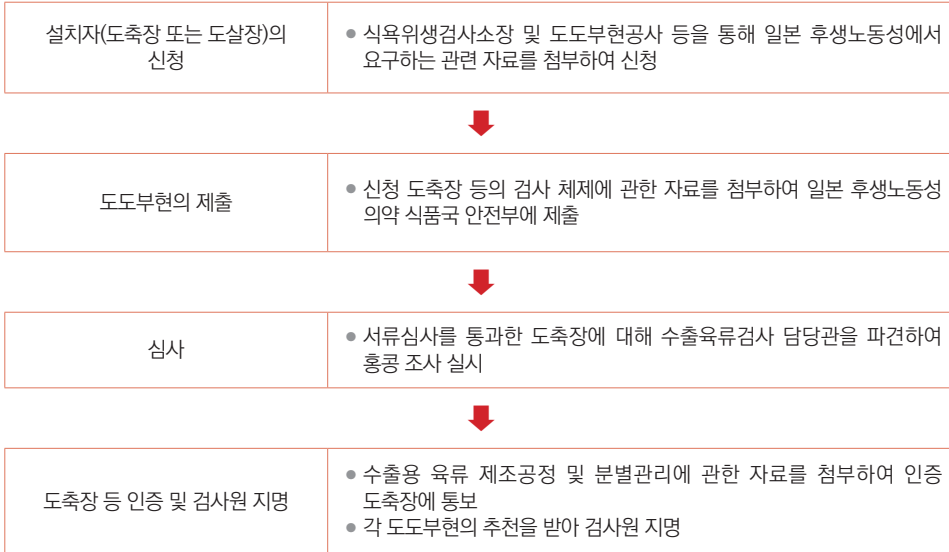 설치자(도축장 또는 도살장)의
신청
● 식육위생검사소장 및 도도부현공사 등을 통해 일본 후생노동성에서
요구하는 관련 자료를 첨부하여 신청
도도부현의 제출
● 신청 도축장 등의 검사 체제에 관한 자료를 첨부하여 일본 후생노동성
의약 식품국 안전부에 제출
심사
● 서류심사를 통과한 도축장에 대해 수출육류검사 담당관을 파견하여
홍콩 조사 실시
도축장 등 인증 및 검사원 지명
● 수출용 육류 제조공정 및 분별관리에 관한 자료를 첨부하여 인증
도축장에 통보
● 각 도도부현의 추천을 받아 검사원 지명